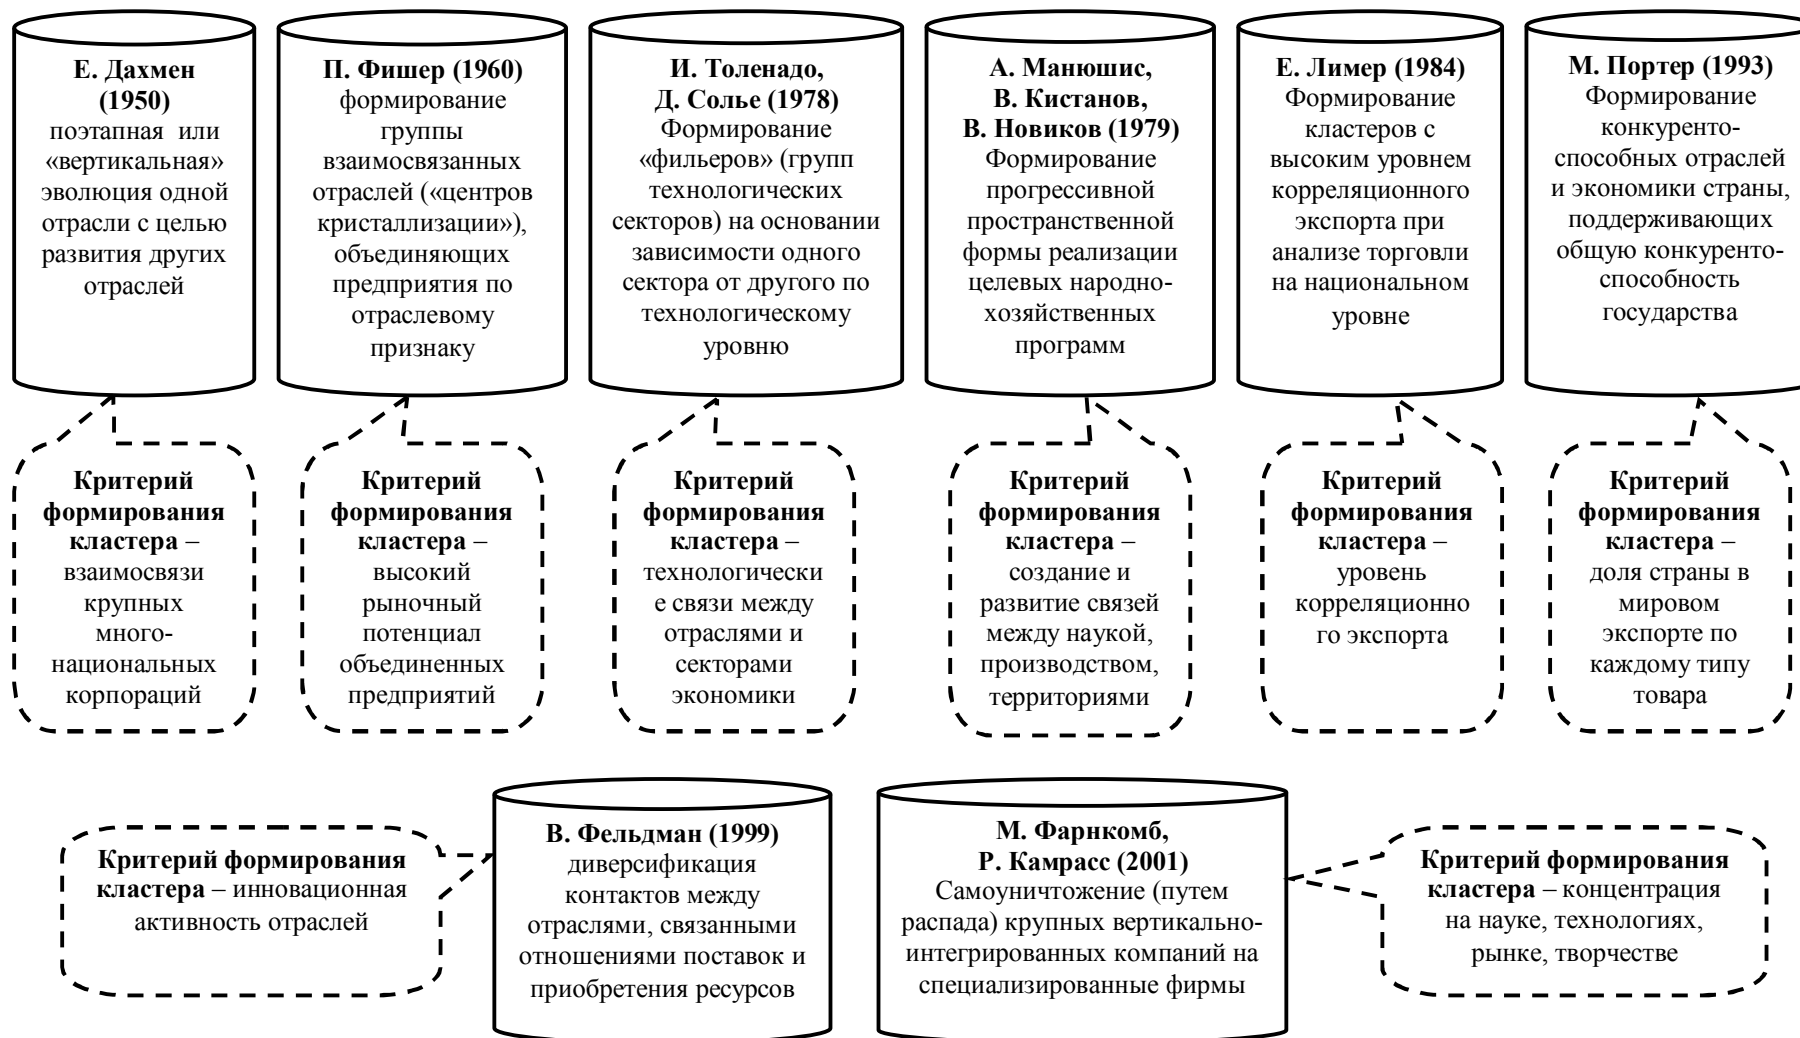 Е. Дахмен
(1950)
поэтапная или
«вертикальная»
эволюция одной
отрасли с целью
развития других
отраслей
П. Фишер (1960)
формирование
группы
взаимосвязанных
отраслей («центров
кристаллизации»),
объединяющих
предприятия по
отраслевому
признаку
И. Толенадо,
Д. Солье (1978)
Формирование
«фильеров» (групп
технологических
секторов) на основании
зависимости одного
сектора от другого по
технологическому
уровню
А. Манюшис,
В. Кистанов,
В. Новиков (1979)
Формирование
прогрессивной
пространственной
формы реализации
целевых народно-
хозяйственных
программ
Е. Лимер (1984)
Формирование
кластеров с
высоким уровнем
корреляционного
экспорта при
анализе торговли
на национальном
уровне
М. Портер (1993)
Формирование
конкуренто-
способных отраслей
и экономики страны,
поддерживающих
общую конкуренто-
способность
государства
Критерий
формирования
кластера –
взаимосвязи
крупных
много-
национальных
корпораций
Критерий
формирования
кластера –
высокий
рыночный
потенциал
объединенных
предприятий
Критерий
формирования
кластера –
технологически
е связи между
отраслями и
секторами
экономики
Критерий
формирования
кластера –
создание и
развитие связей
между наукой,
производством,
территориями
Критерий
формирования
кластера –
уровень
корреляционно
го экспорта
Критерий
формирования
кластера –
доля страны в
мировом
экспорте по
каждому типу
товара
Критерий формирования
кластера – инновационная
активность отраслей
В. Фельдман (1999)
диверсификация
контактов между
отраслями, связанными
отношениями поставок и
приобретения ресурсов
М. Фарнкомб,
Р. Камрасс (2001)
Самоуничтожение (путем
распада) крупных вертикально-
интегрированных компаний на
специализированные фирмы
Критерий формирования
кластера – концентрация
на науке, технологиях,
рынке, творчестве